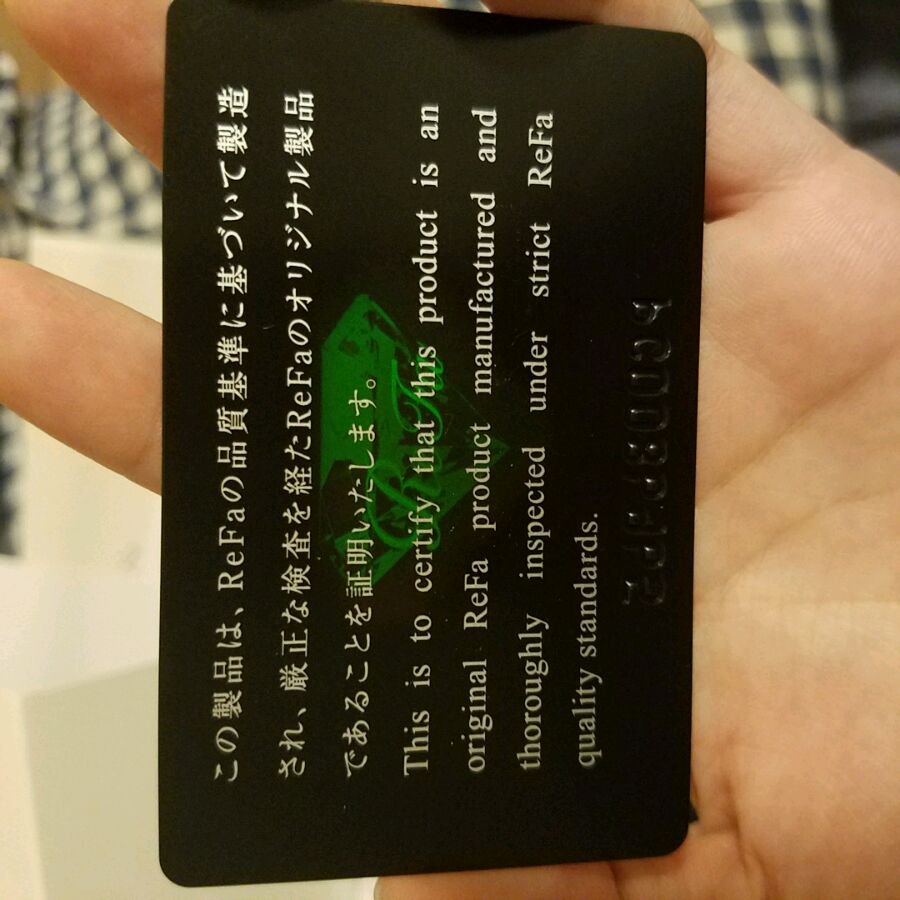 この製品は、ReFaの品質基準に基づいて製造
され、厳正な検査を経たReFaのオリジナル製品
であることを証明いたします。
This is to certify that this product is an
original ReFa product manufactured and
thoroughly inspected under strict ReFa
quality standards.